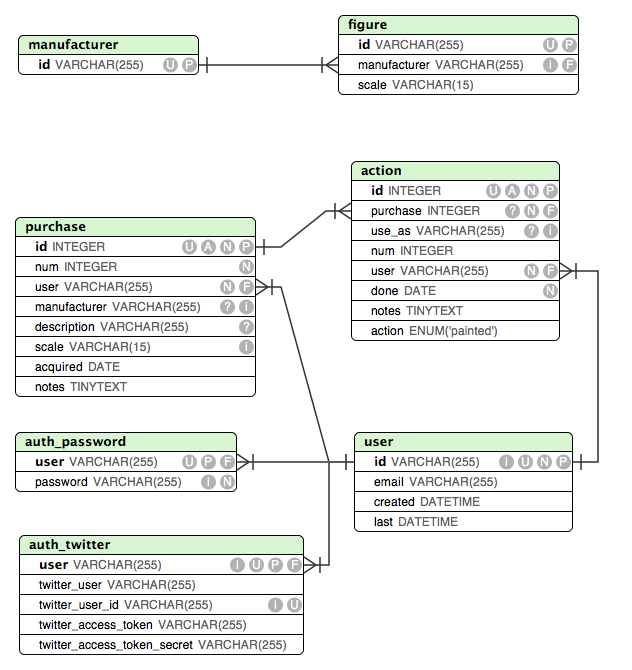 manufacturer
id VARCHAR(255) U P
figure
id VARCHAR(255) U P
manufacturer VARCHAR(255) i F
scale VARCHAR(15)
action
id INTEGER U A N P
purchase INTEGER ? N F
use_as VARCHAR(255) ? i
num INTEGER
user VARCHAR(255) N F
done DATE N
notes TINYTEXT
action ENUM('painted')
purchase
id INTEGER U A N P
num INTEGER N
user VARCHAR(255) N F
manufacturer VARCHAR(255) ? i
description VARCHAR(255) ?
scale VARCHAR(15) i
acquired DATE
notes TINYTEXT
auth_password
user VARCHAR(255) U P F
password VARCHAR(255) i N
user
id VARCHAR(255) i U N P
email VARCHAR(255)
created DATETIME
last DATETIME
auth_twitter
user VARCHAR(255) i U P F
twitter_user VARCHAR(255)
twitter_user_id VARCHAR(255) i U
twitter_access_token VARCHAR(255)
twitter_access_token_secret VARCHAR(255)